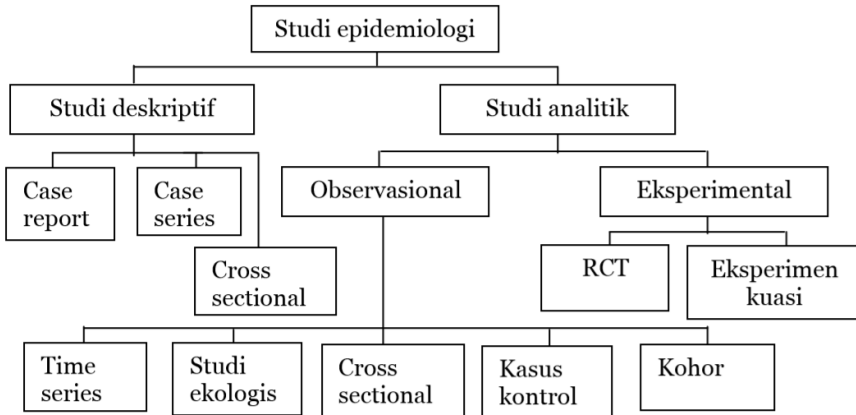 Studi epidemiologi
Studi deskriptif
Studi analitik
Case
report
Case
series
Cross
sectional
Observasional
Eksperimental
RCT
Eksperimen
kuasi
Time
series
Studi
ekologis
Cross
sectional
Kasus
kontrol
Kohor